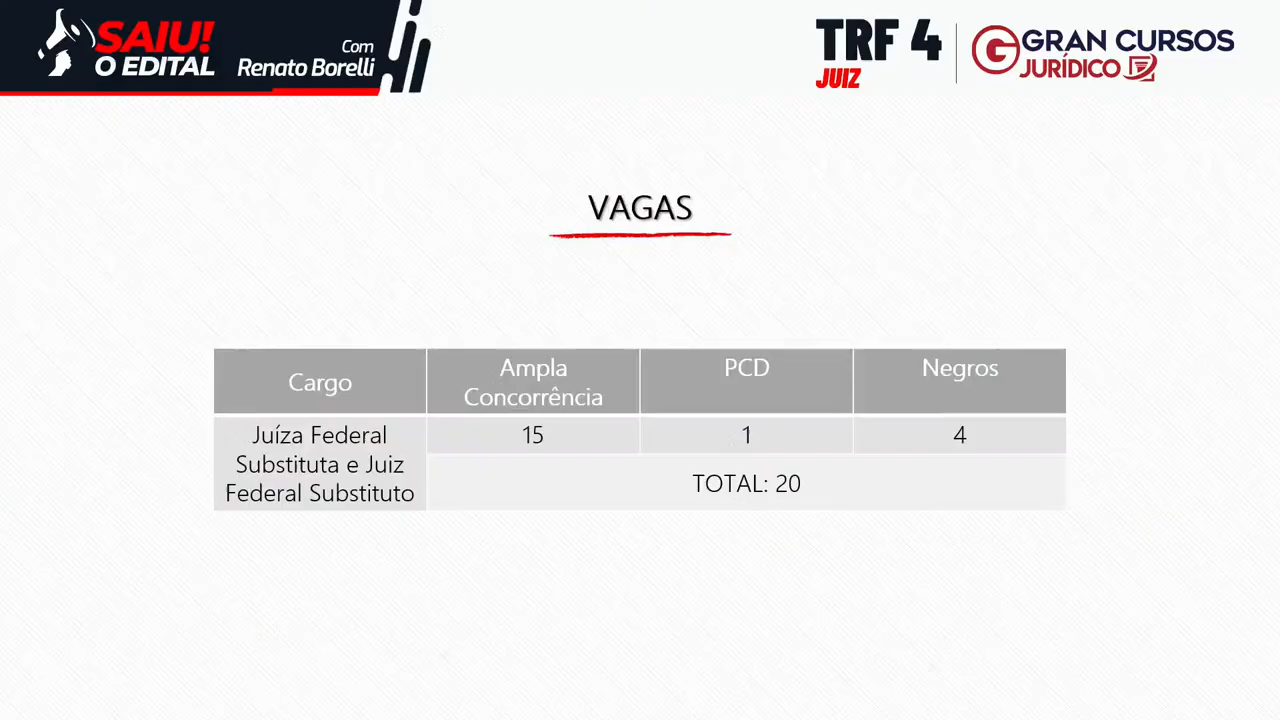 SAIU!
O EDITAL
Com
Renato Borelli
TRF 4
JUIZ
GRAN CURSOS
JURÍDICO
VAGAS
Cargo
Ampla
Concorrência
PCD
Negros
Juíza Federal
Substituta e Juiz
Federal Substituto
15
1
4
TOTAL: 20